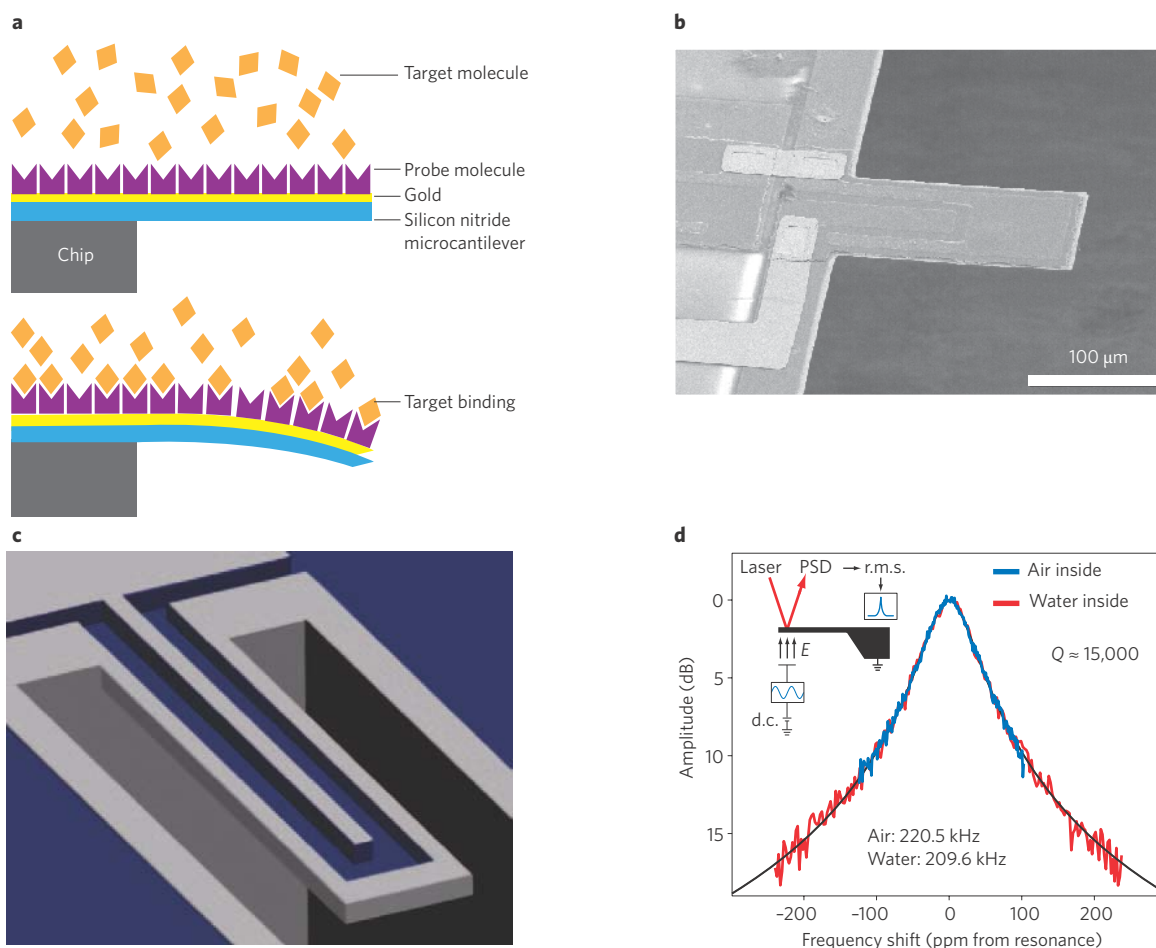 a
Target molecule
Probe molecule
Gold
Silicon nitride
microcantilever
Chip
Target binding
b
100 μm
c
d
Laser PSD r.m.s.
E
d.c.
Air inside
Water inside
Q ≈ 15,000
Air: 220.5 kHz
Water: 209.6 kHz
Amplitude (dB)
0
5
10
15
-200 -100 0 100 200
Frequency shift (ppm from resonance)